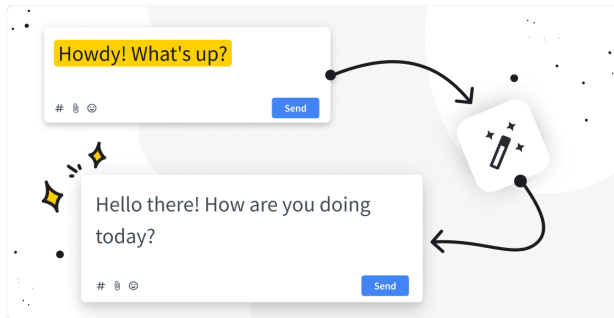 Howdy! What's up?
#
Send
Hello there! How are you doing
today?
#
Send